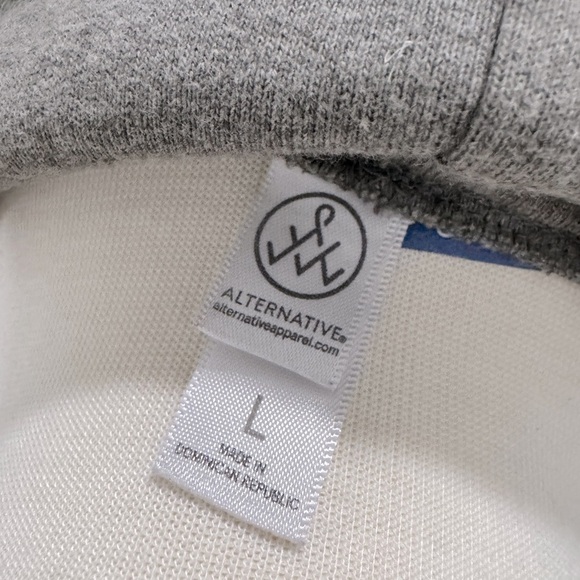 ALTERNATIVE®
alternativeapparel.com
L
MADE IN
DOMINICAN REPUBLIC